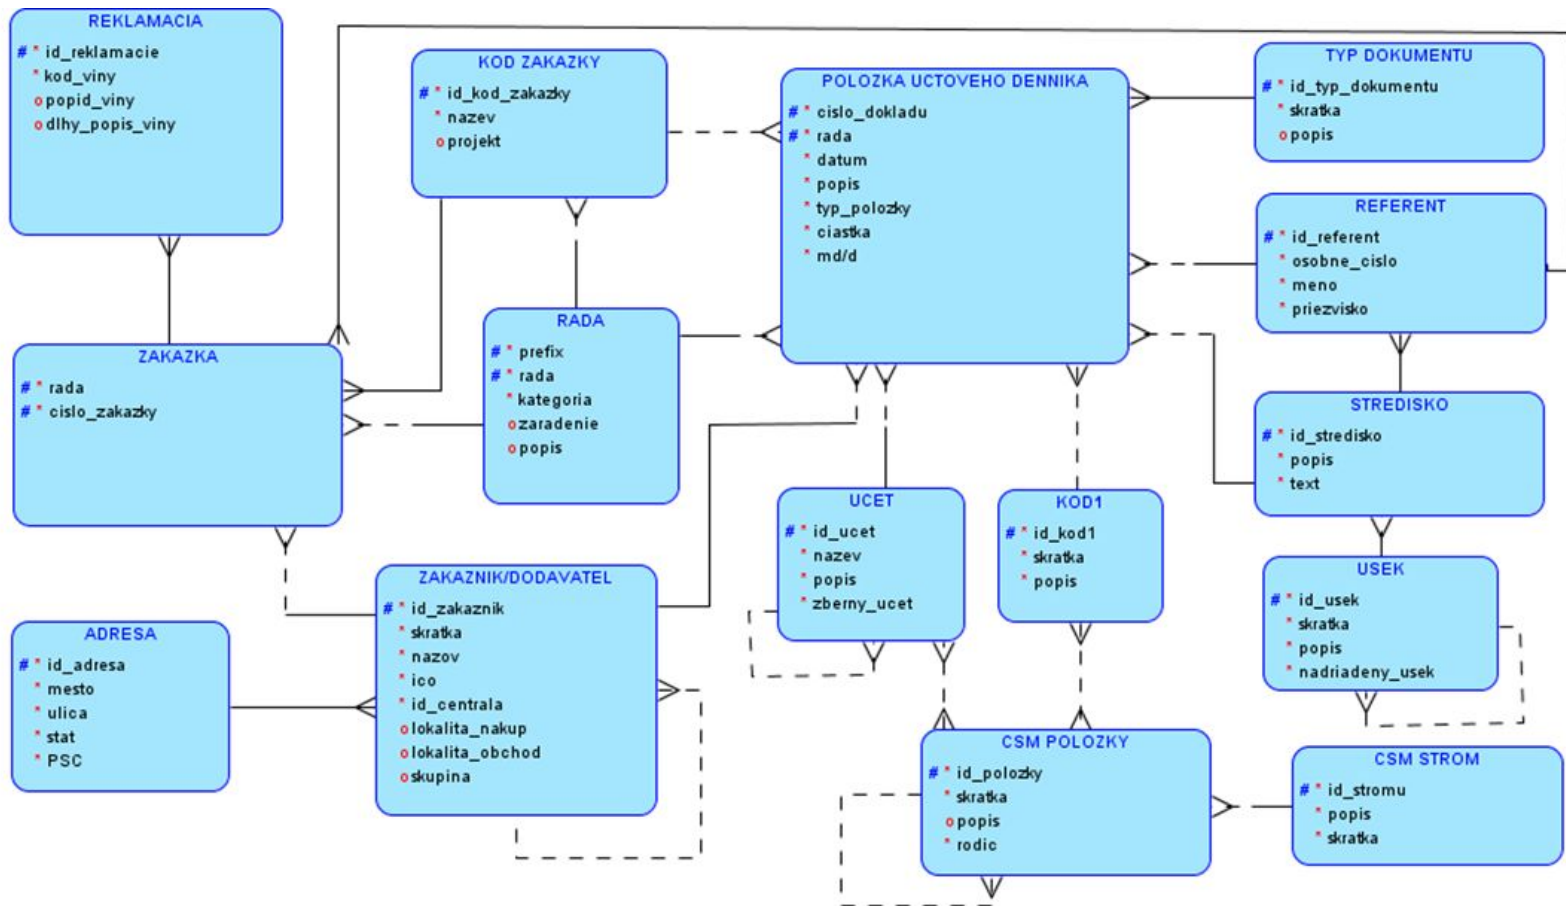 REKLAMACIA
# * id_reklamacie
* kod_viny
o popid_viny
o dlhy_popis_viny
KOD ZAKAZKY
# * id_kod_zakazky
* nazev
o projekt
POLOZKA UCTOVEHO DENNIKA
# * cislo_dokladu
# * rada
* datum
* popis
* typ_polozky
* ciastka
* md/d
TYP DOKUMENTU
# * id_typ_dokumentu
* skratka
o popis
REFERENT
# * id_referent
* osobne_cislo
* meno
* priezvisko
ZAKAZKA
# * rada
# * cislo_zakazky
RADA
# * prefix
# * rada
* kategoria
o zaradenie
o popis
STREDISKO
# * id_stredisko
* popis
* text
UCET
# * id_ucet
* nazev
* popis
* zberny_ucet
KOD1
# * id_kod1
* skratka
* popis
USEK
# * id_usek
* skratka
* popis
* nadriadeny_usek
ZAKAZNIK/DODAVATEL
# * id_zakaznik
* skratka
* nazov
* ico
* id_centrala
o lokalita_nakup
o lokalita_obchod
o skupina
ADRESA
# * id_adresa
* mesto
* ulica
* stat
* PSC
CSM POLOZKY
# * id_polozky
* skratka
o popis
* rodic
CSM STROM
# * id_stromu
* popis
* skratka